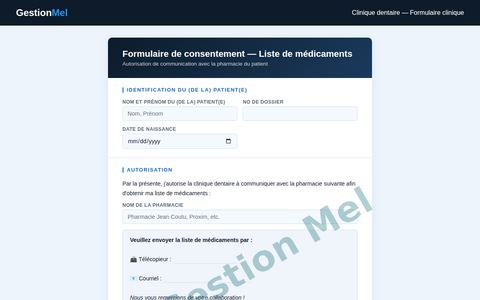 GestionMel
Clinique dentaire — Formulaire clinique
Formulaire de consentement — Liste de médicaments
Autorisation de communication avec la pharmacie du patient
IDENTIFICATION DU (DE LA) PATIENT(E)
NOM ET PRÉNOM DU (DE LA) PATIENT(E)
NO DE DOSSIER
Nom, Prénom
DATE DE NAISSANCE
mm/dd/yyyy
AUTORISATION
Par la présente, j'autorise la clinique dentaire à communiquer avec la pharmacie suivante afin
d'obtenir ma liste de médicaments :
NOM DE LA PHARMACIE
Pharmacie Jean Coutu, Proxim, etc.
Veuillez envoyer la liste de médicaments par :
📠 Télécopieur :
📧 Courriel :
Nous vous remercions de votre collaboration !
Gestion Mel